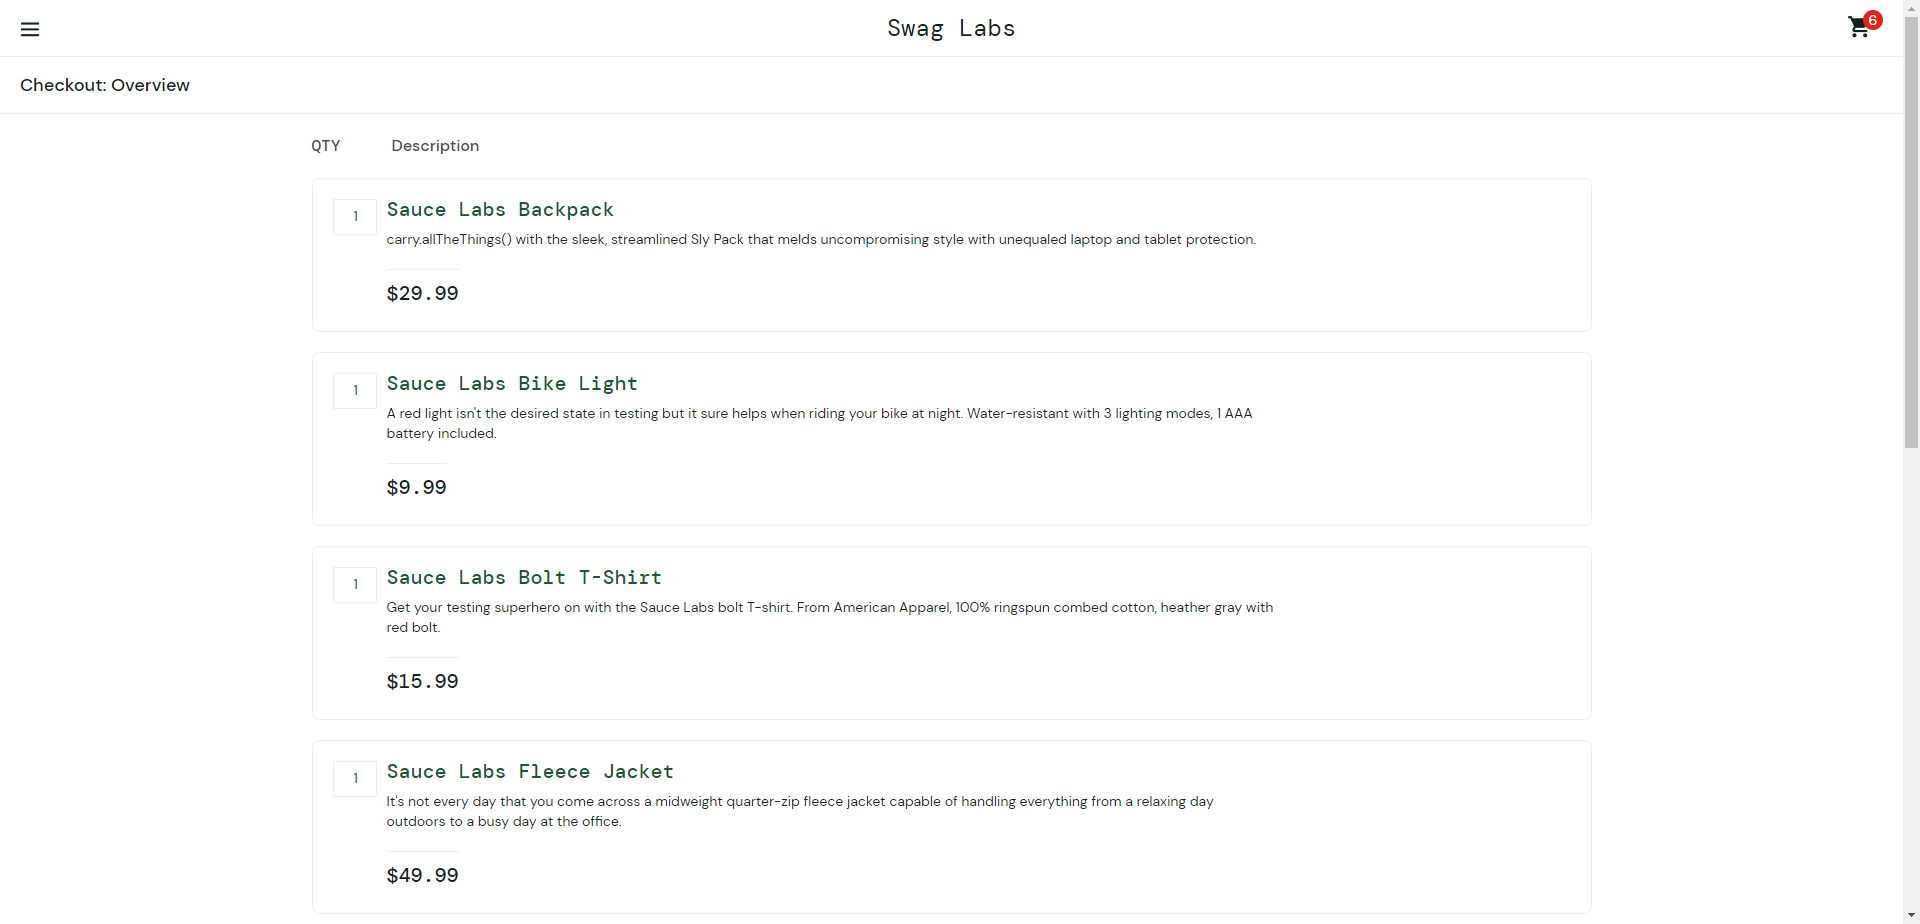 Swag Labs
6
Checkout: Overview
QTY Description
1
Sauce Labs Backpack
carry.allTheThings() with the sleek, streamlined Sly Pack that melds uncompromising style with unequaled laptop and tablet protection.
$29.99
1
Sauce Labs Bike Light
A red light isn't the desired state in testing but it sure helps when riding your bike at night. Water-resistant with 3 lighting modes, 1 AAA
battery included.
$9.99
1
Sauce Labs Bolt T-Shirt
Get your testing superhero on with the Sauce Labs bolt T-shirt. From American Apparel, 100% ringspun combed cotton, heather gray with
red bolt.
$15.99
1
Sauce Labs Fleece Jacket
It's not every day that you come across a midweight quarter-zip fleece jacket capable of handling everything from a relaxing day
outdoors to a busy day at the office.
$49.99